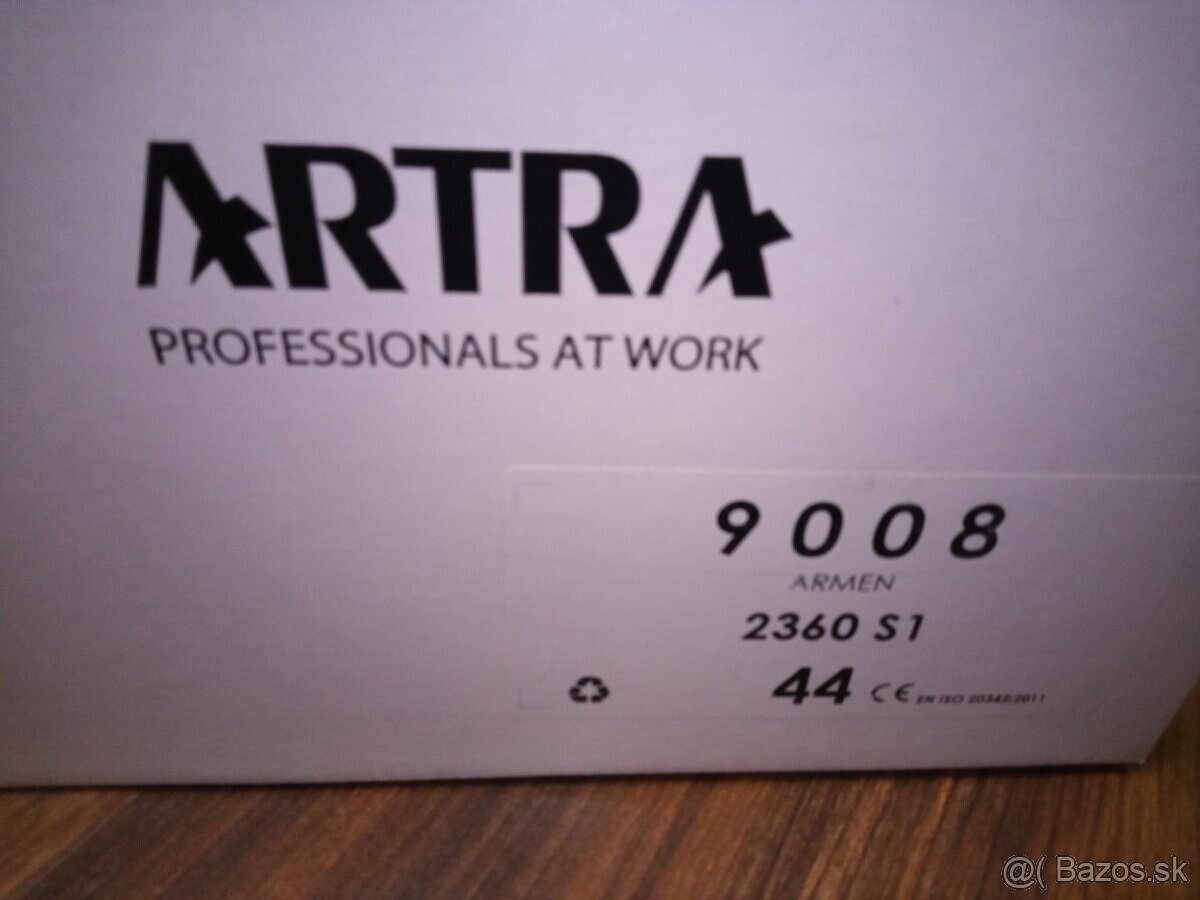 ARTRA
PROFESSIONALS AT WORK
9008
ARMEN
2360 S1
44 CE EN ISO 20345:2011
@( Bazos.sk